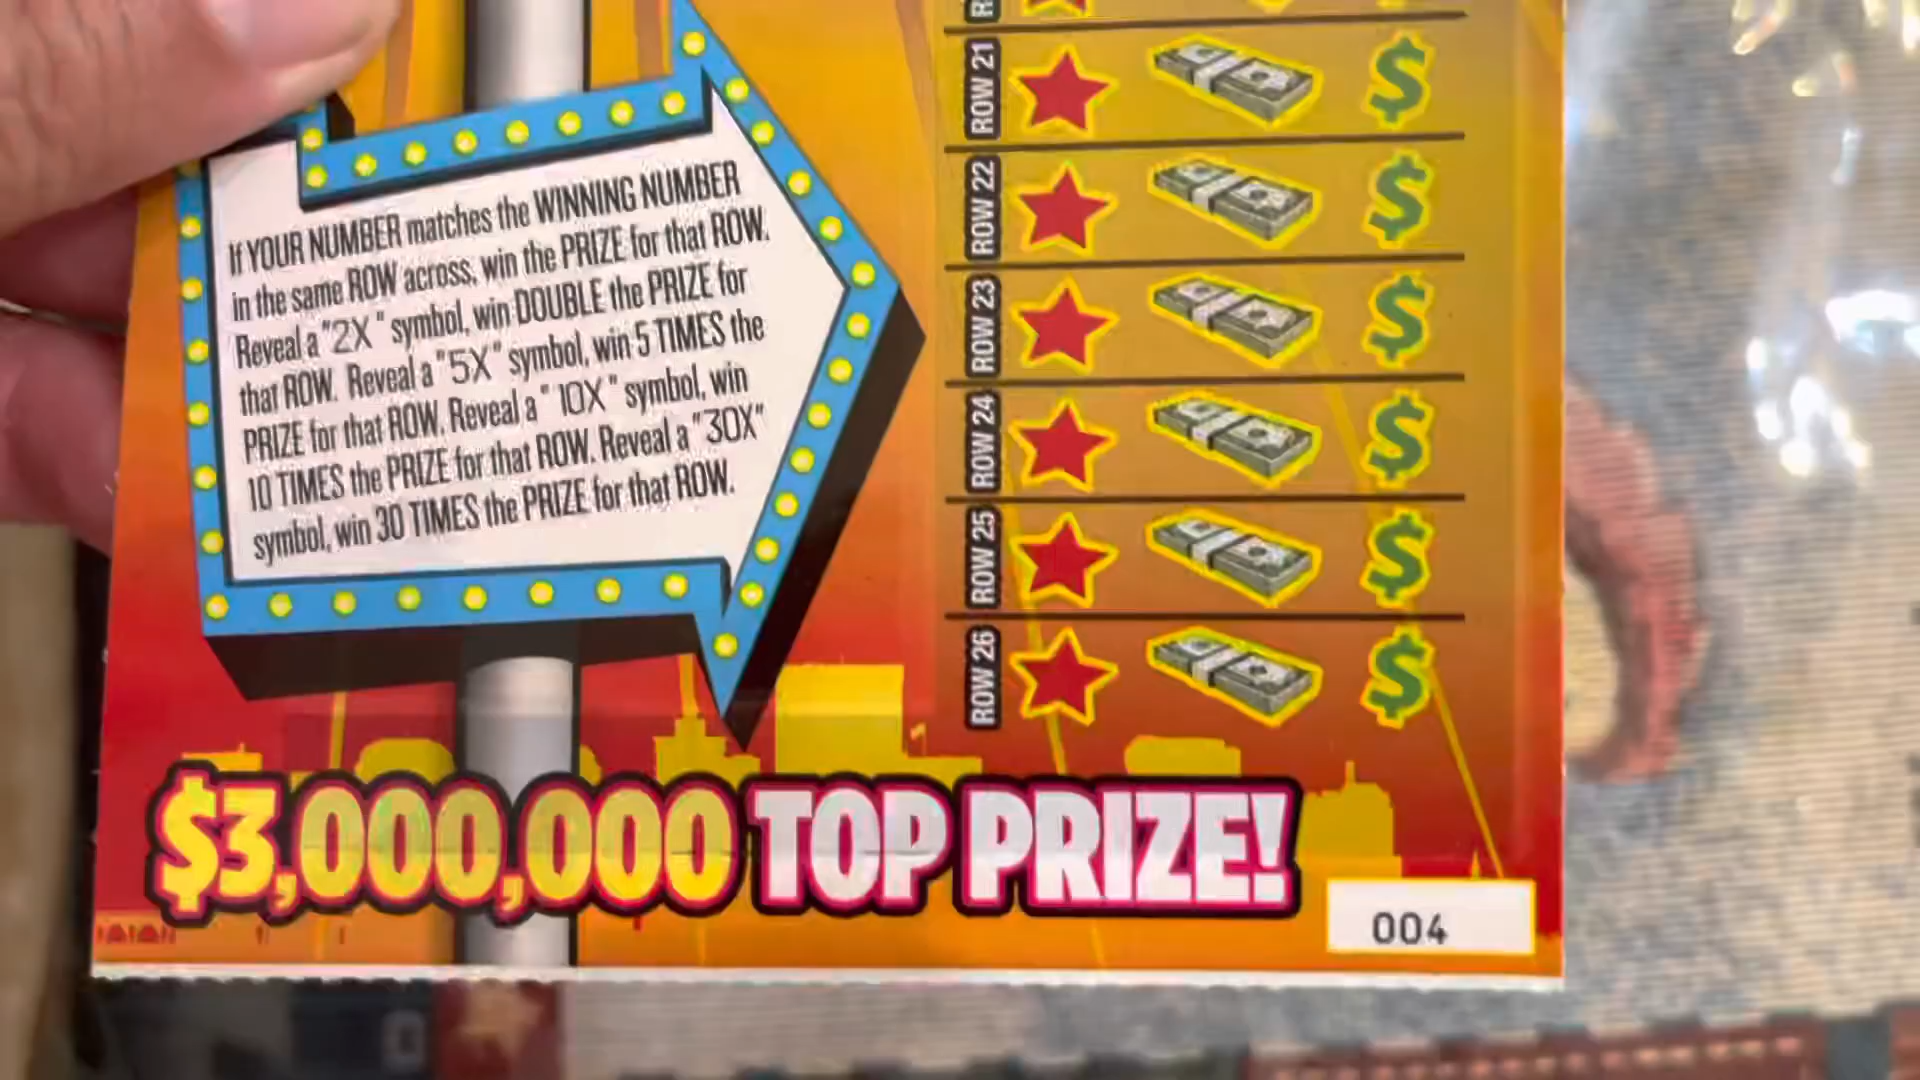 If YOUR NUMBER matches the WINNING NUMBER
in the same ROW across, win the PRIZE for that ROW.
Reveal a "2X" symbol, win DOUBLE the PRIZE for
that ROW. Reveal a "5X" symbol, win 5 TIMES the
PRIZE for that ROW. Reveal a "10X" symbol, win
10 TIMES the PRIZE for that ROW. Reveal a "30X"
symbol, win 30 TIMES the PRIZE for that ROW.
ROW 21
ROW 22
ROW 23
ROW 24
ROW 25
ROW 26
$3,000,000 TOP PRIZE!
004